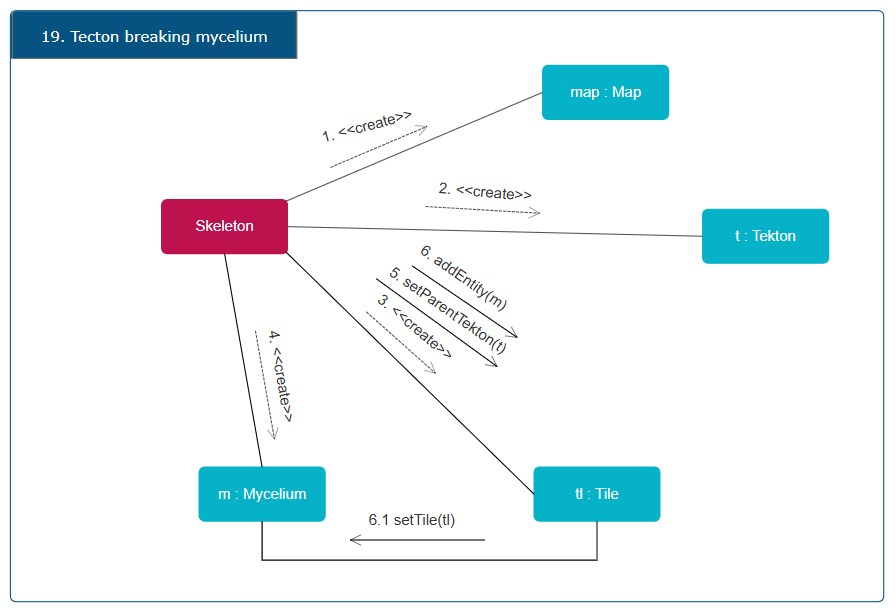 19. Tecton breaking mycelium
map : Map
1. <<create>>
2. <<create>>
Skeleton
t : Tekton
6. addEntity(m)
5. setParentTekton(t)
3. <<create>>
4. <<create>>
m : Mycelium
tl : Tile
6.1 setTile(tl)